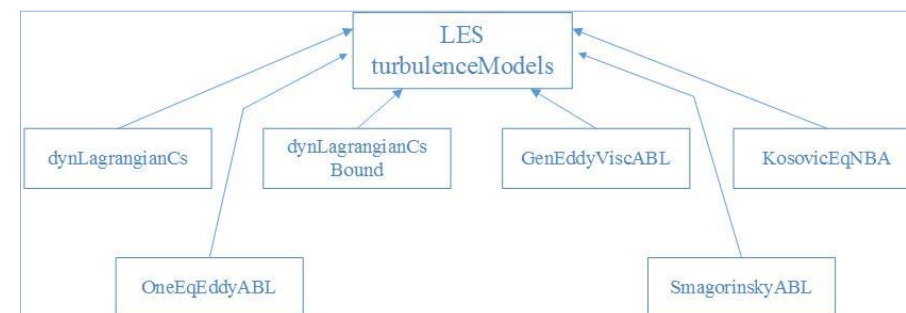 LES
turbulenceModels
dynLagrangianCs
dynLagrangianCs
Bound
GenEddyViscABL
KosovicEqNBA
OneEqEddyABL
SmagorinskyABL